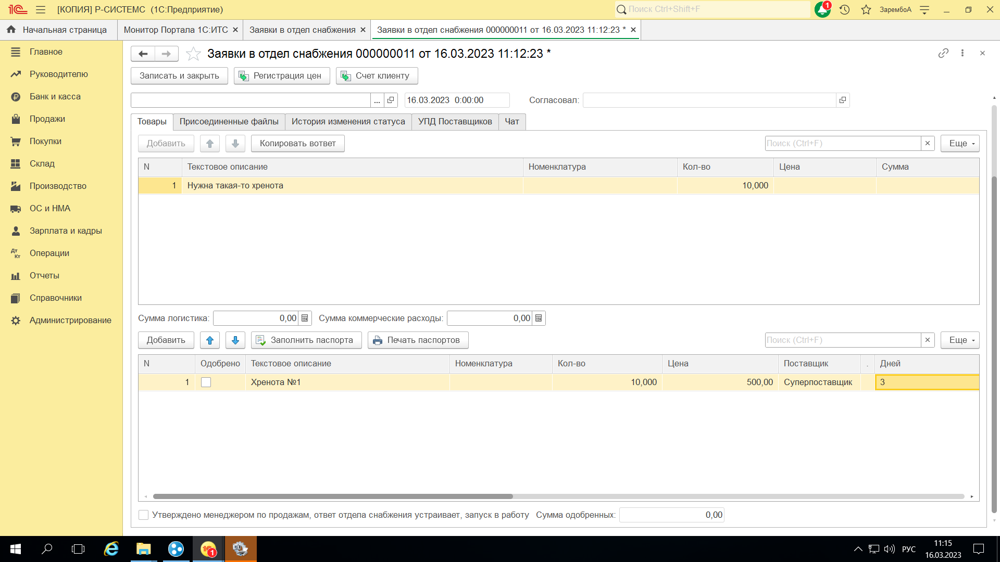 [КОПИЯ] Р-СИСТЕМС (1С:Предприятие)
Поиск Ctrl+Shift+F
1
ЗарембоА
Начальная страница
Монитор Портала 1С:ИТС
Заявки в отдел снабжения
Заявки в отдел снабжения 000000011 от 16.03.2023 11:12:23 *
Главное
Руководителю
Банк и касса
Продажи
Покупки
Склад
Производство
ОС и НМА
Зарплата и кадры
Дт Кт Операции
Отчеты
Справочники
Администрирование
Заявки в отдел снабжения 000000011 от 16.03.2023 11:12:23 *
Записать и закрыть
Регистрация цен
Счет клиенту
...
16.03.2023 0:00:00
Согласовал:
Товары
Присоединенные файлы
История изменения статуса
УПД Поставщиков
Чат
Добавить
Копировать вответ
Поиск (Ctrl+F)
Еще
N Текстовое описание Номенклатура Кол-во Цена Сумма
1 Нужна такая-то хренота 10,000
Сумма логистика: 0,00 Сумма коммерческие расходы: 0,00
Добавить
Заполнить паспорта
Печать паспортов
Поиск (Ctrl+F)
Еще
N Одобрено Текстовое описание Номенклатура Кол-во Цена Поставщик . Дней
1 Хренота №1 10,000 500,00 Суперпоставщик 3
Утверждено менеджером по продажам, ответ отдела снабжения устраивает, запуск в работу Сумма одобренных: 0,00
1
РУС
11:15
16.03.2023